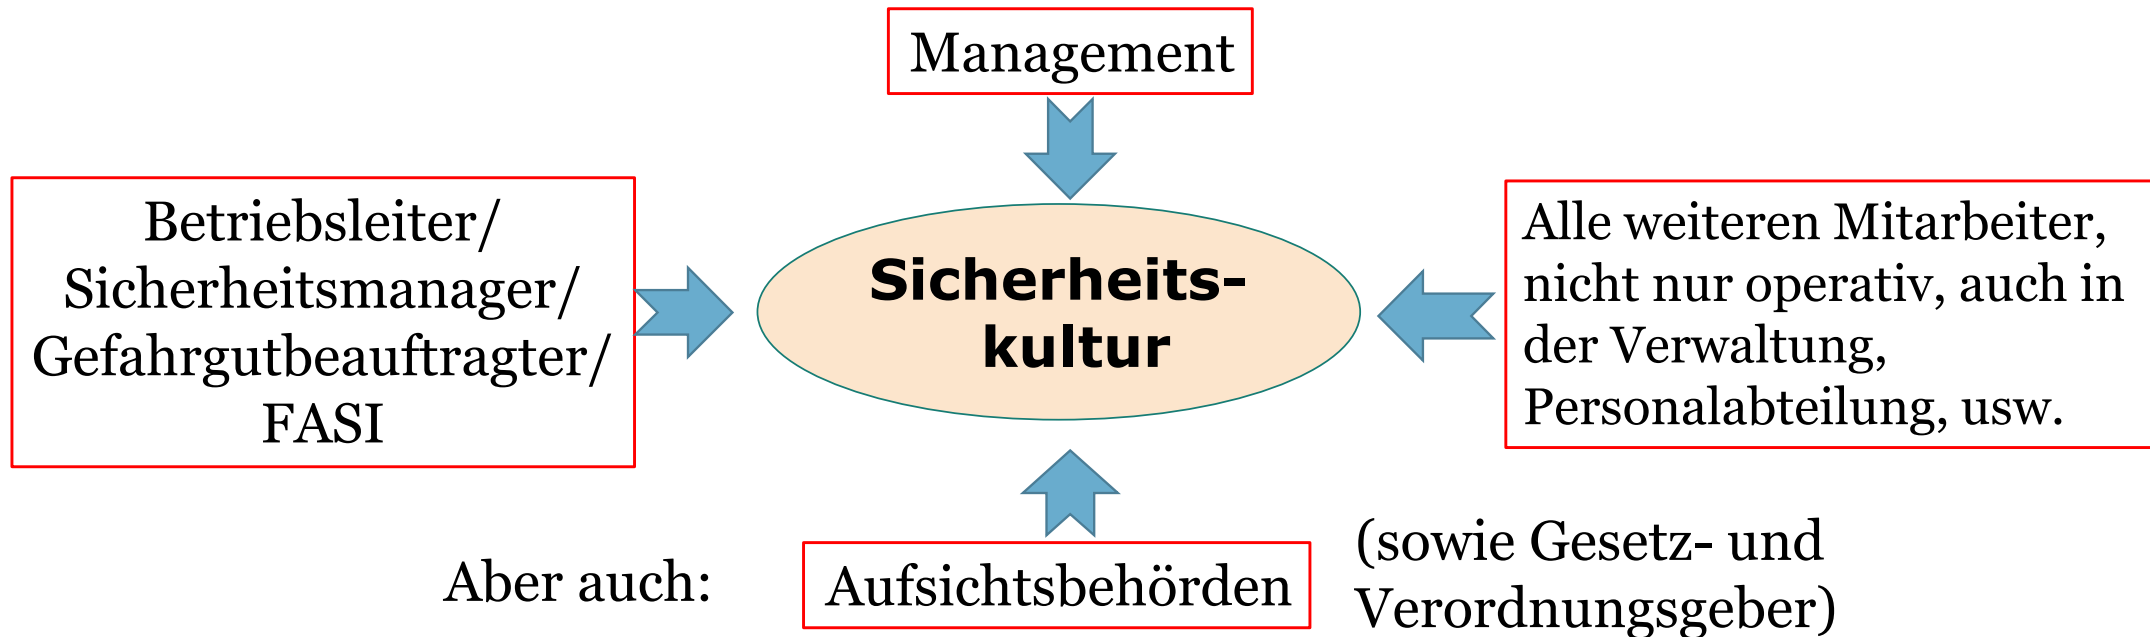 Management
Betriebsleiter/
Sicherheitsmanager/
Gefahrgutbeauftragter/
FASI
Sicherheits-
kultur
Alle weiteren Mitarbeiter,
nicht nur operativ, auch in
der Verwaltung,
Personalabteilung, usw.
Aber auch:
Aufsichtsbehörden
(sowie Gesetz- und
Verordnungsgeber)